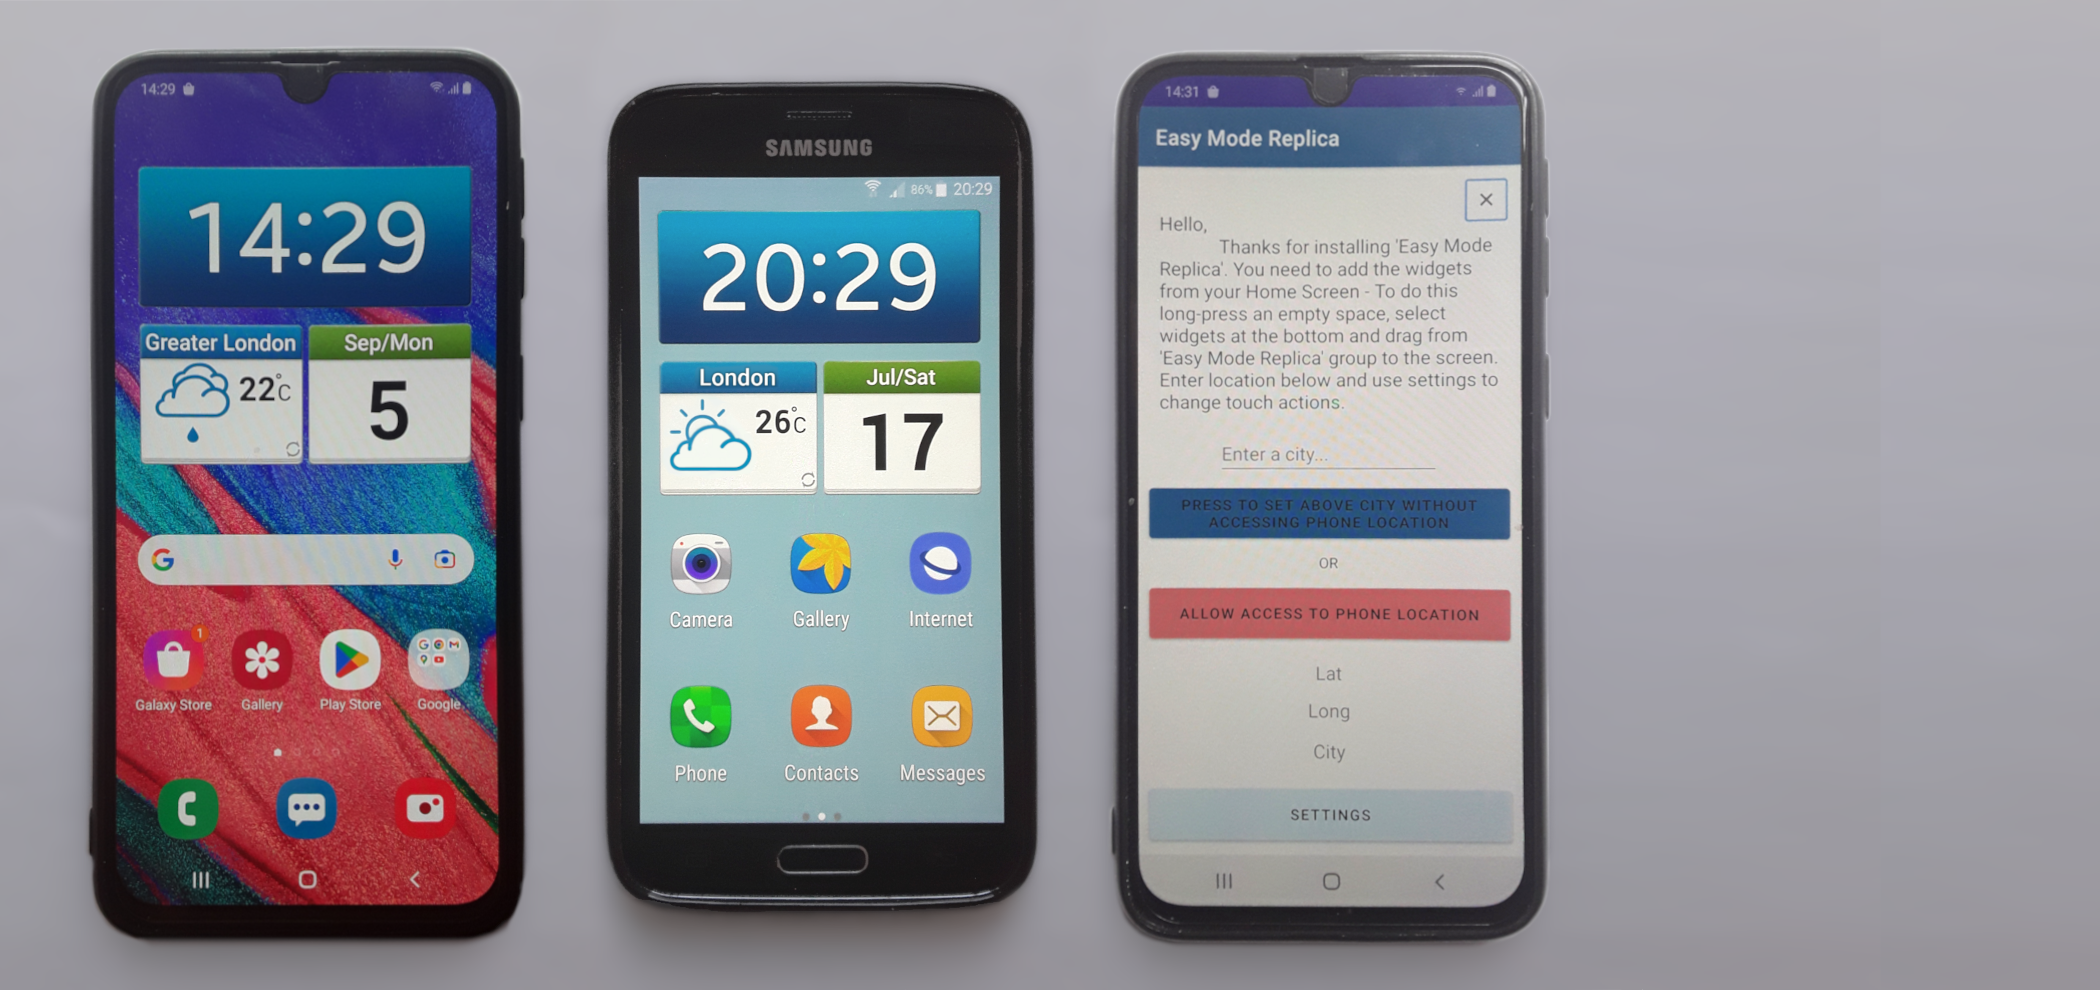 14:29
14:29
Greater London
22°c
Sep/Mon
5
1
Galaxy Store
Gallery
Play Store
Google
SAMSUNG
86% 20:29
20:29
London
26°c
Jul/Sat
17
Camera
Gallery
Internet
Phone
Contacts
Messages
14:31
Easy Mode Replica
Hello,
Thanks for installing 'Easy Mode
Replica'. You need to add the widgets
from your Home Screen - To do this
long-press an empty space, select
widgets at the bottom and drag from
'Easy Mode Replica' group to the screen.
Enter location below and use settings to
change touch actions.
Enter a city...
PRESS TO SET ABOVE CITY WITHOUT
ACCESSING PHONE LOCATION
OR
ALLOW ACCESS TO PHONE LOCATION
Lat
Long
City
SETTINGS